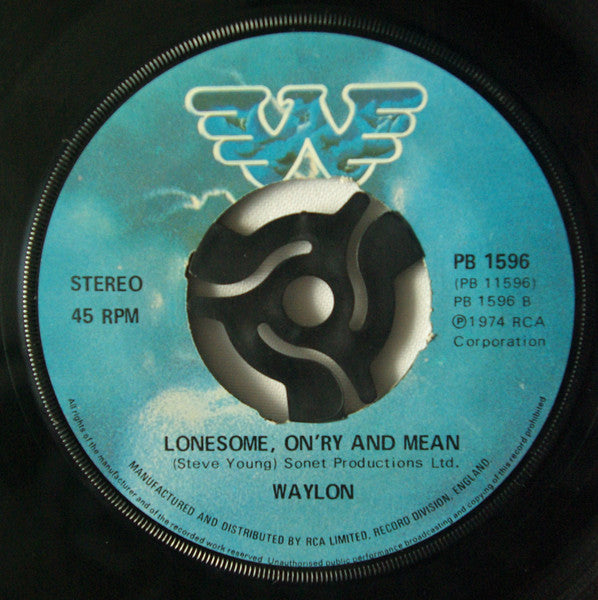 STEREO
45 RPM
PB 1596
(PB 11596)
PB 1596 B
Ⓟ1974 RCA
Corporation
LONESOME, ON'RY AND MEAN
(Steve Young) Sonet Productions Ltd.
WAYLON
MANUFACTURED AND DISTRIBUTED BY RCA LIMITED, RECORD DIVISION, ENGLAND.
All rights of the manufacturer and of the recorded work reserved. Unauthorised public performance broadcasting and copying of this record prohibited